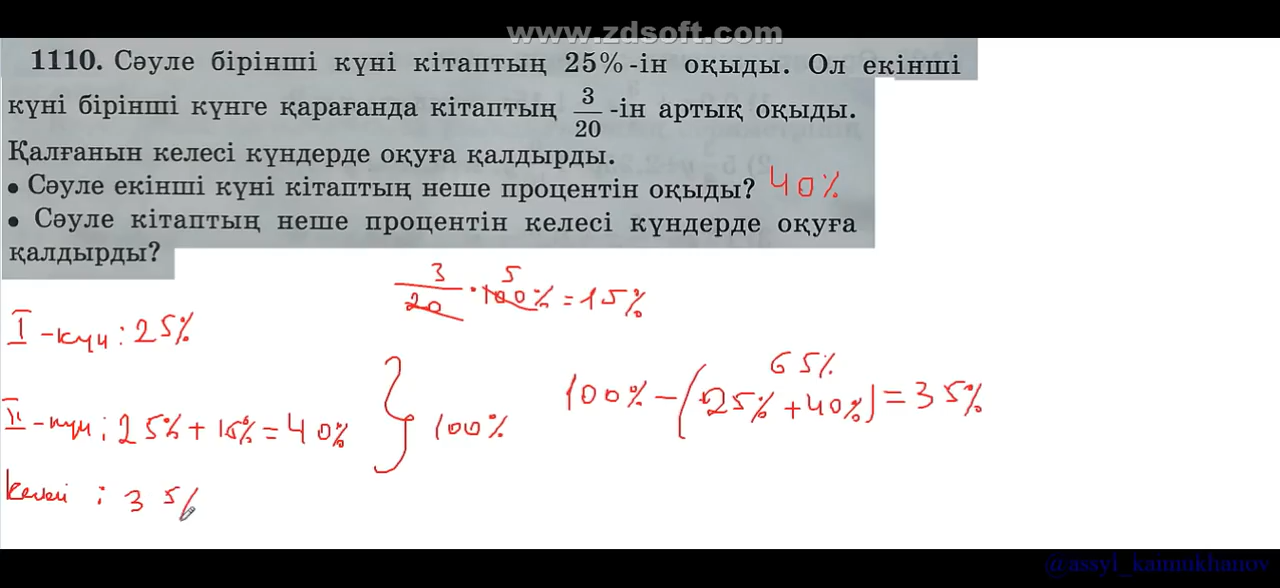 www.zdsoft.com
1110. Сәуле бірінші күні кітаптың 25%-ін оқыды. Ол екінші
күні бірінші күнге қарағанда кітаптың 3/20 -ін артық оқыды.
Қалғанын келесі күндерде оқуға қалдырды.
• Сәуле екінші күні кітаптың неше процентін оқыды? 40%
• Сәуле кітаптың неше процентін келесі күндерде оқуға
қалдырды?
3/20 · 100% = 15%
5
I -күн : 25%
65%
100% - (25% + 40%) = 35%
II -күн : 25% + 15% = 40%
100%
келесі : 35%
@assyl_kaimukhanov